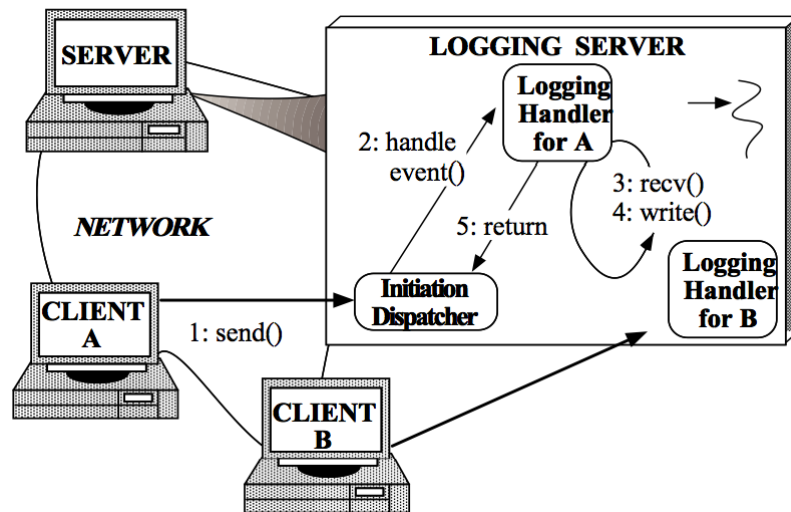 SERVER
LOGGING SERVER
Logging
Handler
for A
2: handle
event()
3: recv()
4: write()
5: return
NETWORK
Logging
Handler
for B
Initiation
Dispatcher
CLIENT
A
1: send()
CLIENT
B